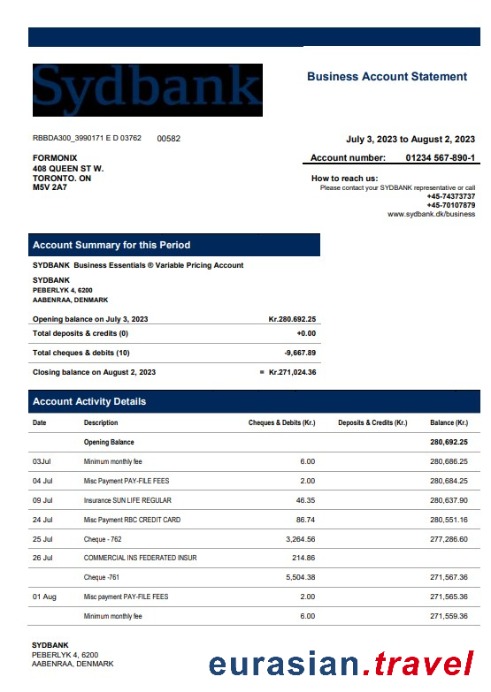 Sydbank
Business Account Statement
RBBDA300_3990171 E D 03762 00582
July 3, 2023 to August 2, 2023
FORMONIX
408 QUEEN ST W.
TORONTO. ON
M5V 2A7
Account number: 01234 567-890-1
How to reach us:
Please contact your SYDBANK representative or call
+45-74373737
+45-70107879
www.sydbank.dk/business
Account Summary for this Period
SYDBANK Business Essentials ® Variable Pricing Account
SYDBANK
PEBERLYK 4, 6200
AABENRAA, DENMARK
Opening balance on July 3, 2023 Kr.280.692.25
Total deposits & credits (0) +0.00
Total cheques & debits (10) -9,667.89
Closing balance on August 2, 2023 = Kr.271,024.36
Account Activity Details
Date Description Cheques & Debits (Kr.) Deposits & Credits (Kr.) Balance (Kr.)
Opening Balance 280,692.25
03Jul Minimum monthly fee 6.00 280,686.25
04 Jul Misc Payment PAY-FILE FEES 2.00 280,684.25
09 Jul Insurance SUN LIFE REGULAR 46.35 280,637.90
24 Jul Misc Payment RBC CREDIT CARD 86.74 280,551.16
25 Jul Cheque - 762 3,264.56 277,286.60
26 Jul COMMERCIAL INS FEDERATED INSUR 214.86
Cheque -761 5,504.38 271,567.36
01 Aug Misc payment PAY-FILE FEES 2.00 271,565.36
Minimum monthly fee 6.00 271,559.36
SYDBANK
PEBERLYK 4, 6200
AABENRAA, DENMARK
eurasian.travel